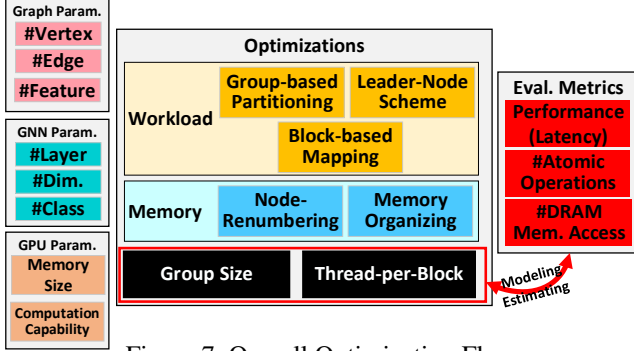 Graph Param.
#Vertex
#Edge
#Feature
GNN Param.
#Layer
#Dim.
#Class
GPU Param.
Memory
Size
Computation
Capability
Optimizations
Workload
Group-based
Partitioning
Leader-Node
Scheme
Block-based
Mapping
Memory
Node-
Renumbering
Memory
Organizing
Group Size
Thread-per-Block
Eval. Metrics
Performance
(Latency)
#Atomic
Operations
#DRAM
Mem. Access
Modeling
Estimating